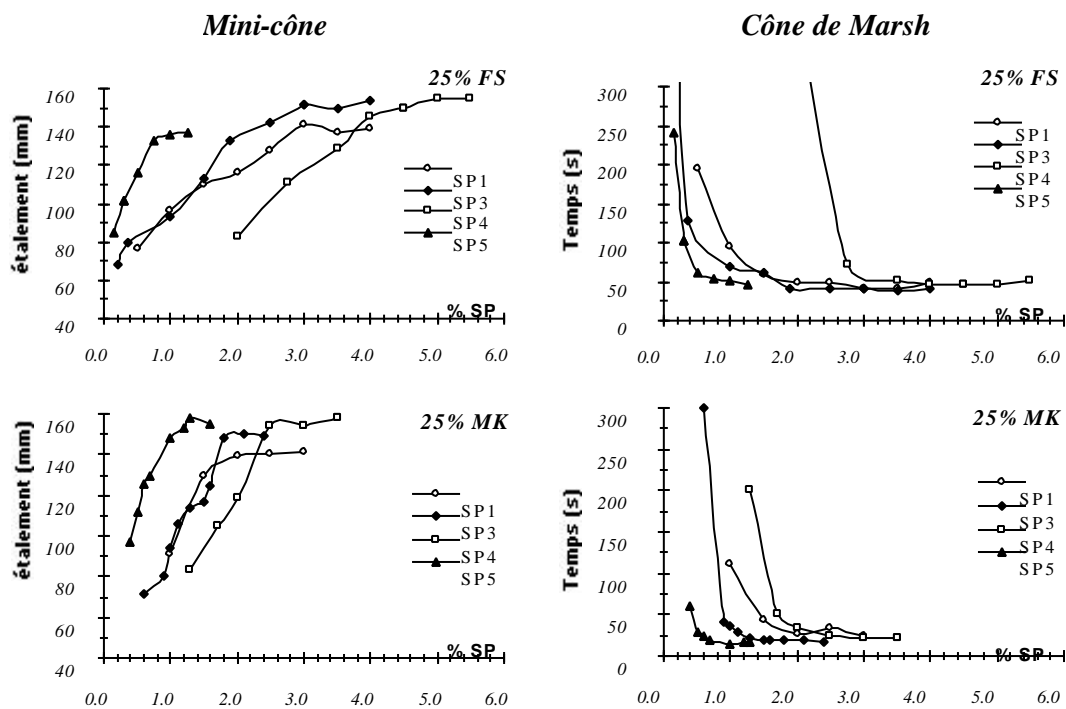 Mini-cône
Cône de Marsh
25% FS
étalement (mm)
160
140
120
100
80
60
40
SP1
SP3
SP4
SP5
% SP
0.0 1.0 2.0 3.0 4.0 5.0 6.0
25% FS
Temps (s)
300
250
200
150
100
50
0
SP1
SP3
SP4
SP5
% SP
0.0 1.0 2.0 3.0 4.0 5.0 6.0
25% MK
étalement (mm)
160
140
120
100
80
60
40
SP1
SP3
SP4
SP5
0.0 1.0 2.0 3.0 4.0 5.0 6.0
25% MK
Temps (s)
300
250
200
150
100
50
0
SP1
SP3
SP4
SP5
% SP
0.0 1.0 2.0 3.0 4.0 5.0 6.0